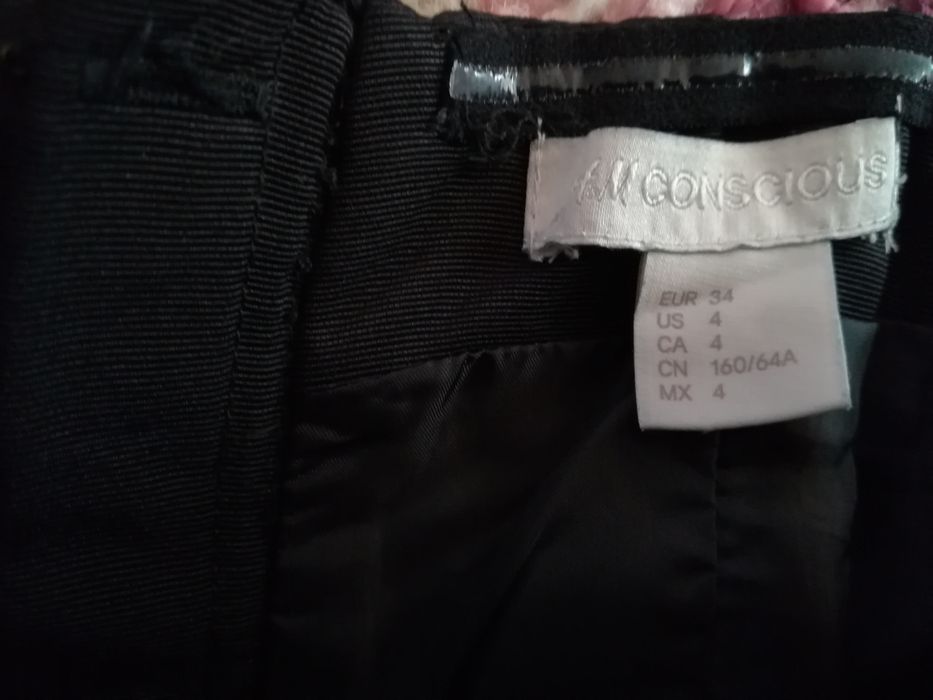 H&M CONSCIOUS
EUR 34
US 4
CA 4
CN 160/64A
MX 4